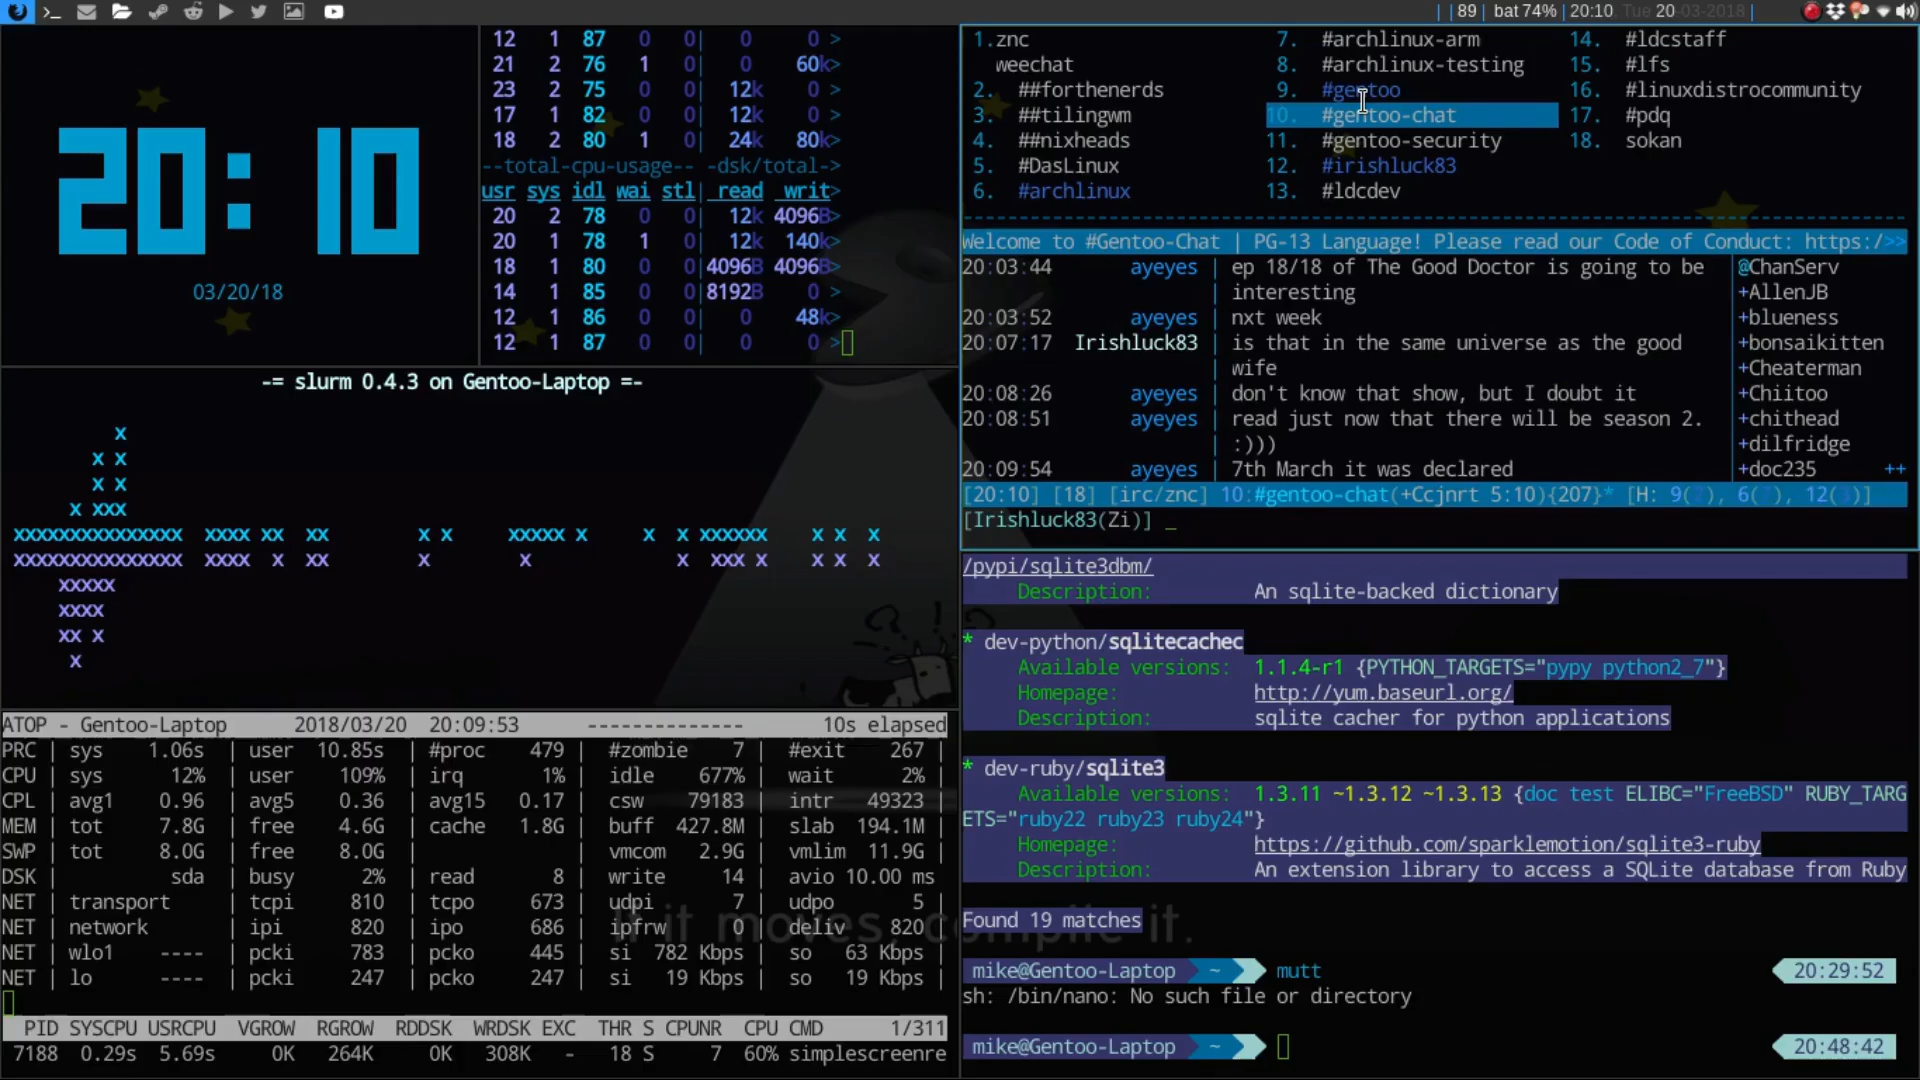 | | 89 | bat 74% | 20:10 Tue 20-03-2018 |
20: 10
03/20/18
12 1 87 0 0| 0 0 >
21 2 76 1 0| 0 60k>
23 2 75 0 0| 12k 0 >
17 1 82 0 0| 12k 0 >
18 2 80 1 0| 24k 80k>
--total-cpu-usage-- -dsk/total->
usr sys idl wai stl| read writ>
20 2 78 0 0| 12k 4096B>
20 1 78 1 0| 12k 140k>
18 1 80 0 0|4096B 4096B>
14 1 85 0 0|8192B 0 >
12 1 86 0 0| 0 48k>
12 1 87 0 0| 0 0 >
1.znc 7. #archlinux-arm 14. #ldcstaff
weechat 8. #archlinux-testing 15. #lfs
2. ##forthenerds 9. #gentoo 16. #linuxdistrocommunity
3. ##tilingwm 10. #gentoo-chat 17. #pdq
4. ##nixheads 11. #gentoo-security 18. sokan
5. #DasLinux 12. #irishluck83
6. #archlinux 13. #ldcdev
Welcome to #Gentoo-Chat | PG-13 Language! Please read our Code of Conduct: https:/>>
20:03:44 ayeyes | ep 18/18 of The Good Doctor is going to be @ChanServ
| interesting +AllenJB
20:03:52 ayeyes | nxt week +blueness
20:07:17 Irishluck83 | is that in the same universe as the good +bonsaikitten
| wife +Cheaterman
20:08:26 ayeyes | don't know that show, but I doubt it +Chiitoo
20:08:51 ayeyes | read just now that there will be season 2. +chithead
| :))) +dilfridge
20:09:54 ayeyes | 7th March it was declared +doc235 ++
[20:10] [18] [irc/znc] 10:#gentoo-chat(+Ccjnrt 5:10){207}* [H: 9( ), 6( ), 12( )]
[Irishluck83(Zi)] _
-= slurm 0.4.3 on Gentoo-Laptop =-
x
x x
x x
x xxx
xxxxxxxxxxxxxxx xxxx xx xx x x xxxxx x x x xxxxxx x x x
xxxxxxxxxxxxxxx xxxx x xx x x x xxx x x x x
xxxxx
xxxx
xx x
x
ATOP - Gentoo-Laptop 2018/03/20 20:09:53 -------------- 10s elapsed
PRC | sys 1.06s | user 10.85s | #proc 479 | #zombie 7 | #exit 267 |
CPU | sys 12% | user 109% | irq 1% | idle 677% | wait 2% |
CPL | avg1 0.96 | avg5 0.36 | avg15 0.17 | csw 79183 | intr 49323 |
MEM | tot 7.8G | free 4.6G | cache 1.8G | buff 427.8M | slab 194.1M |
SWP | tot 8.0G | free 8.0G | | vmcom 2.9G | vmlim 11.9G |
DSK | sda | busy 2% | read 8 | write 14 | avio 10.00 ms |
NET | transport | tcpi 810 | tcpo 673 | udpi 7 | udpo 5 |
NET | network | ipi 820 | ipo 686 | ipfrw 0 | deliv 820 |
NET | wlo1 ---- | pcki 783 | pcko 445 | si 782 Kbps | so 63 Kbps |
NET | lo ---- | pcki 247 | pcko 247 | si 19 Kbps | so 19 Kbps |
PID SYSCPU USRCPU VGROW RGROW RDDSK WRDSK EXC THR S CPUNR CPU CMD 1/311
7188 0.29s 5.69s 0K 264K 0K 308K - 18 S 7 60% simplescreenre
If it moves, compile it.
/pypi/sqlite3dbm/
Description: An sqlite-backed dictionary
* dev-python/sqlitecachec
Available versions: 1.1.4-r1 {PYTHON_TARGETS="pypy python2_7"}
Homepage: http://yum.baseurl.org/
Description: sqlite cacher for python applications
* dev-ruby/sqlite3
Available versions: 1.3.11 ~1.3.12 ~1.3.13 {doc test ELIBC="FreeBSD" RUBY_TARG
ETS="ruby22 ruby23 ruby24"}
Homepage: https://github.com/sparklemotion/sqlite3-ruby
Description: An extension library to access a SQLite database from Ruby
Found 19 matches
mike@Gentoo-Laptop ~ mutt 20:29:52
sh: /bin/nano: No such file or directory
mike@Gentoo-Laptop ~ 20:48:42